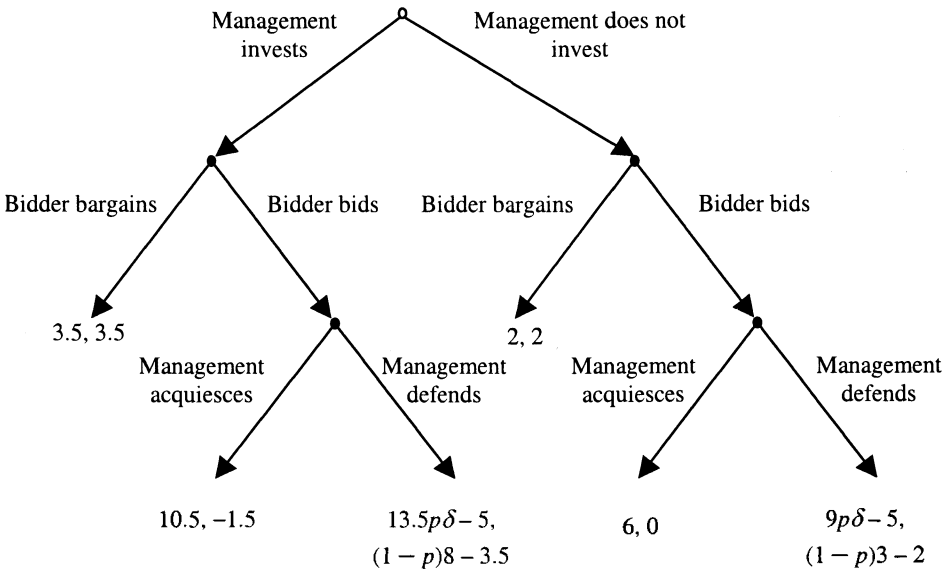 Management
invests
Management does not
invest
Bidder bargains
Bidder bids
Bidder bargains
Bidder bids
3.5, 3.5
2, 2
Management
acquiesces
Management
defends
Management
acquiesces
Management
defends
10.5, −1.5
13.5pδ − 5,
(1 − p)8 − 3.5
6, 0
9pδ − 5,
(1 − p)3 − 2